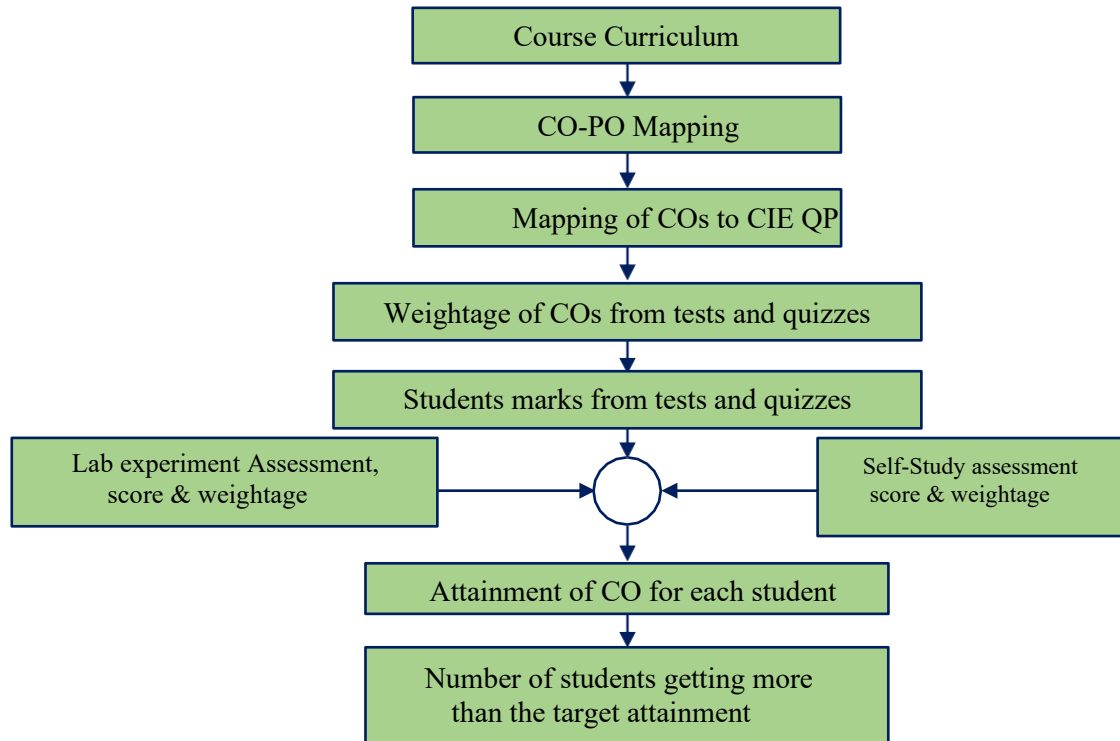 Course Curriculum
CO-PO Mapping
Mapping of COs to CIE QP
Weightage of COs from tests and quizzes
Students marks from tests and quizzes
Lab experiment Assessment,
score & weightage
Self-Study assessment
score & weightage
Attainment of CO for each student
Number of students getting more
than the target attainment